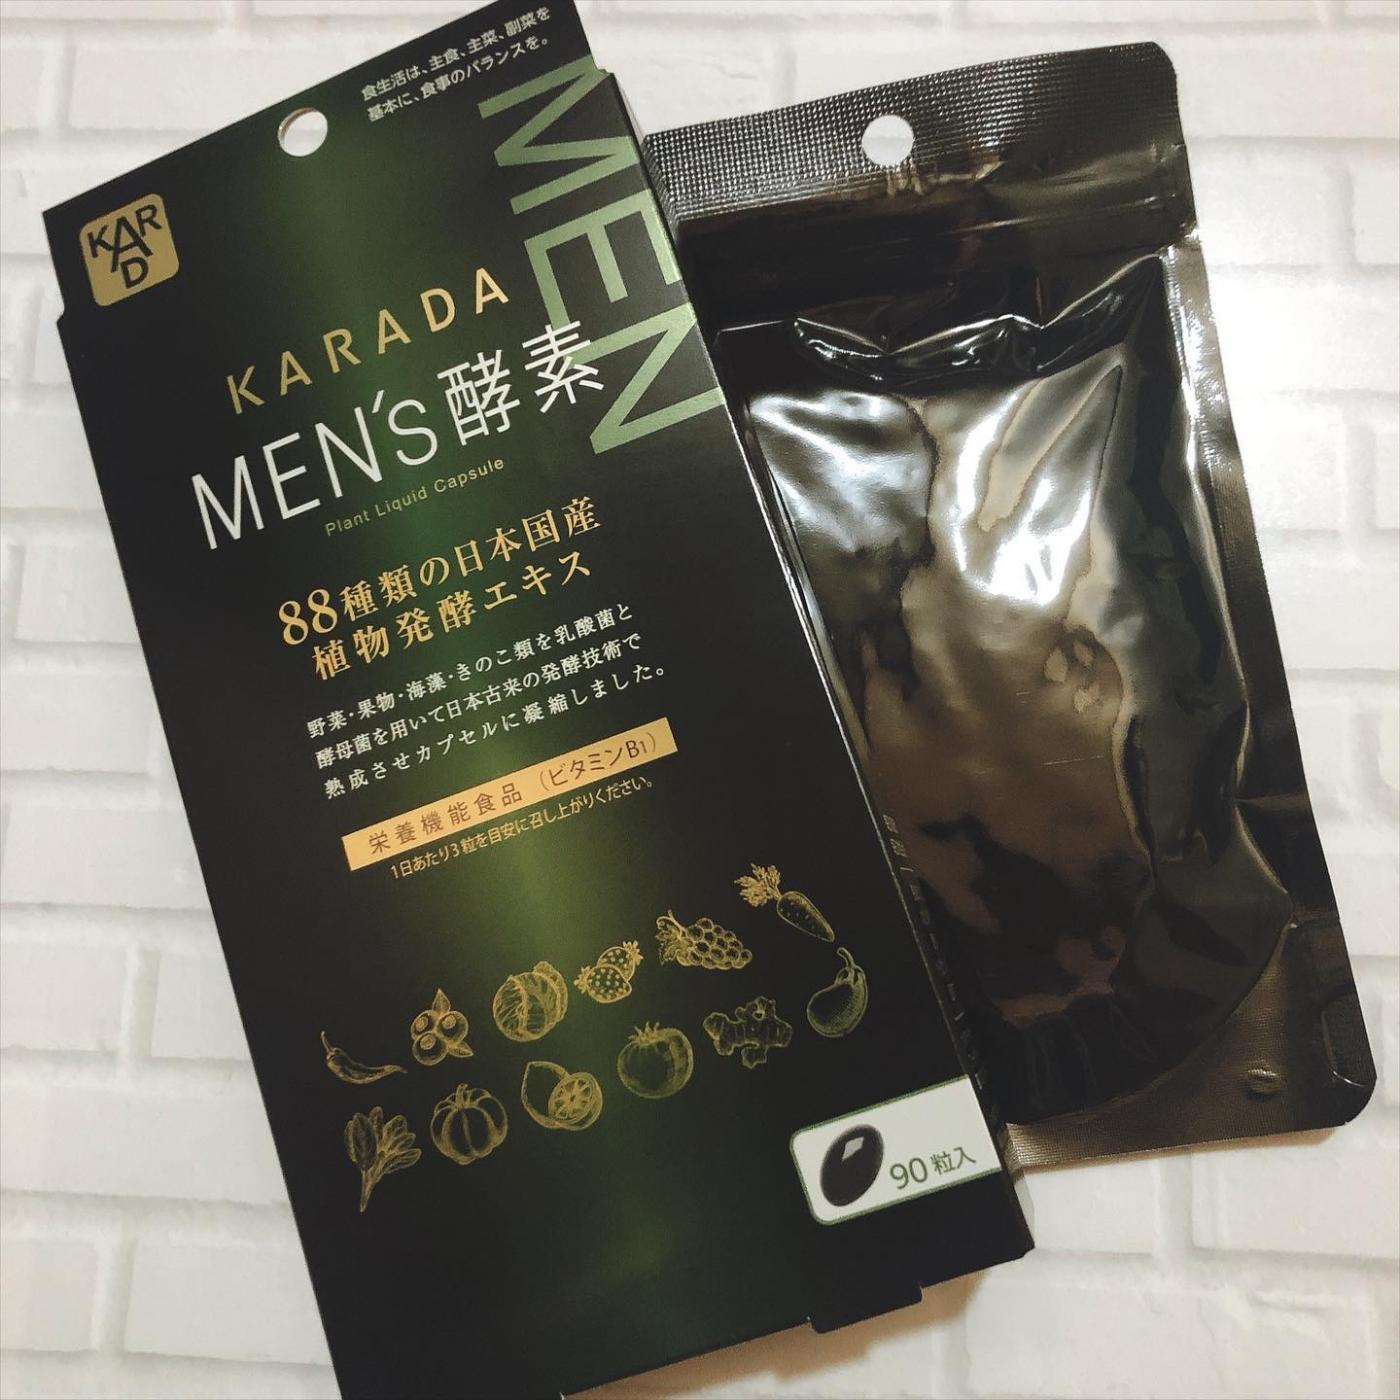 食生活は、主食、主菜、副菜を
基本に、食事のバランスを。
MEN
KARAD
KARADA
MEN'S酵素
Plant Liquid Capsule
88種類の日本国産
植物発酵エキス
野菜・果物・海藻・きのこ類を乳酸菌と
酵母菌を用いて日本古来の発酵技術で
熟成させカプセルに凝縮しました。
栄養機能食品（ビタミンB1）
1日あたり3粒を目安に召し上がりください。
90粒入